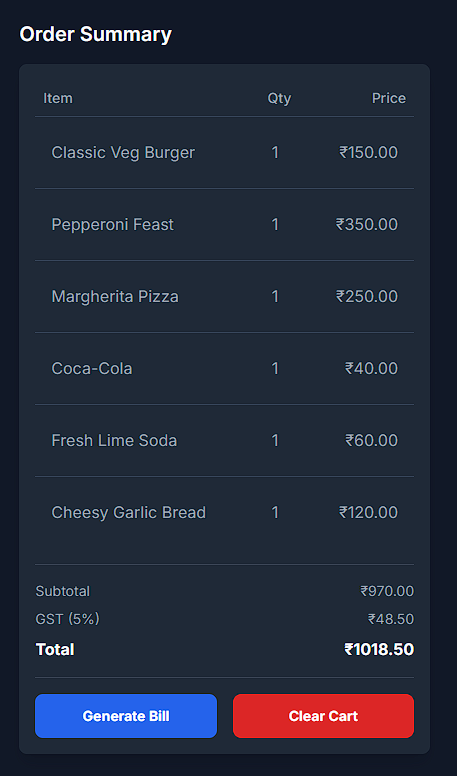 Order Summary
Item Qty Price
Classic Veg Burger 1 ₹150.00
Pepperoni Feast 1 ₹350.00
Margherita Pizza 1 ₹250.00
Coca-Cola 1 ₹40.00
Fresh Lime Soda 1 ₹60.00
Cheesy Garlic Bread 1 ₹120.00
Subtotal ₹970.00
GST (5%) ₹48.50
Total ₹1018.50
Generate Bill Clear Cart